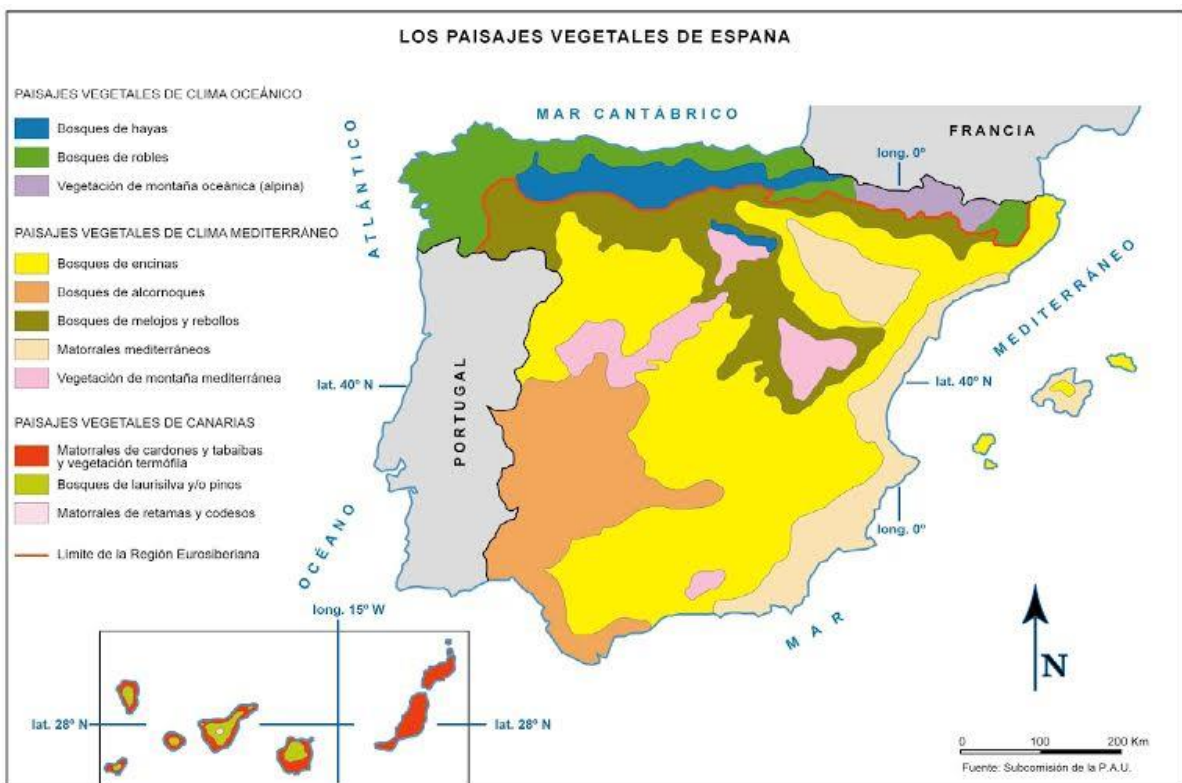 LOS PAISAJES VEGETALES DE ESPAÑA
PAISAJES VEGETALES DE CLIMA OCEÁNICO
Bosques de hayas
Bosques de robles
Vegetación de montaña oceánica (alpina)
PAISAJES VEGETALES DE CLIMA MEDITERRANEO
Bosques de encinas
Bosques de alcornoques
Bosques de melojos y rebollos
Matorrales mediterráneos
Vegetación de montaña mediterránea
PAISAJES VEGETALES DE CANARIAS
Matorrales de cardones y tabaibas
y vegetación termófila
Bosques de laurisilva y/o pinos
Matorrales de retamas y codesos
Límite de la Región Eurosiberiana
MAR CANTÁBRICO
FRANCIA
long. 0º
ATLÁNTICO
OCÉANO
PORTUGAL
lat. 40º N
MEDITERRÁNEO
MAR
lat. 40º N
long. 0º
long. 15º W
lat. 28º N
lat. 28º N
N
0 100 200 Km
Fuente: Subcomisión de la P.A.U.